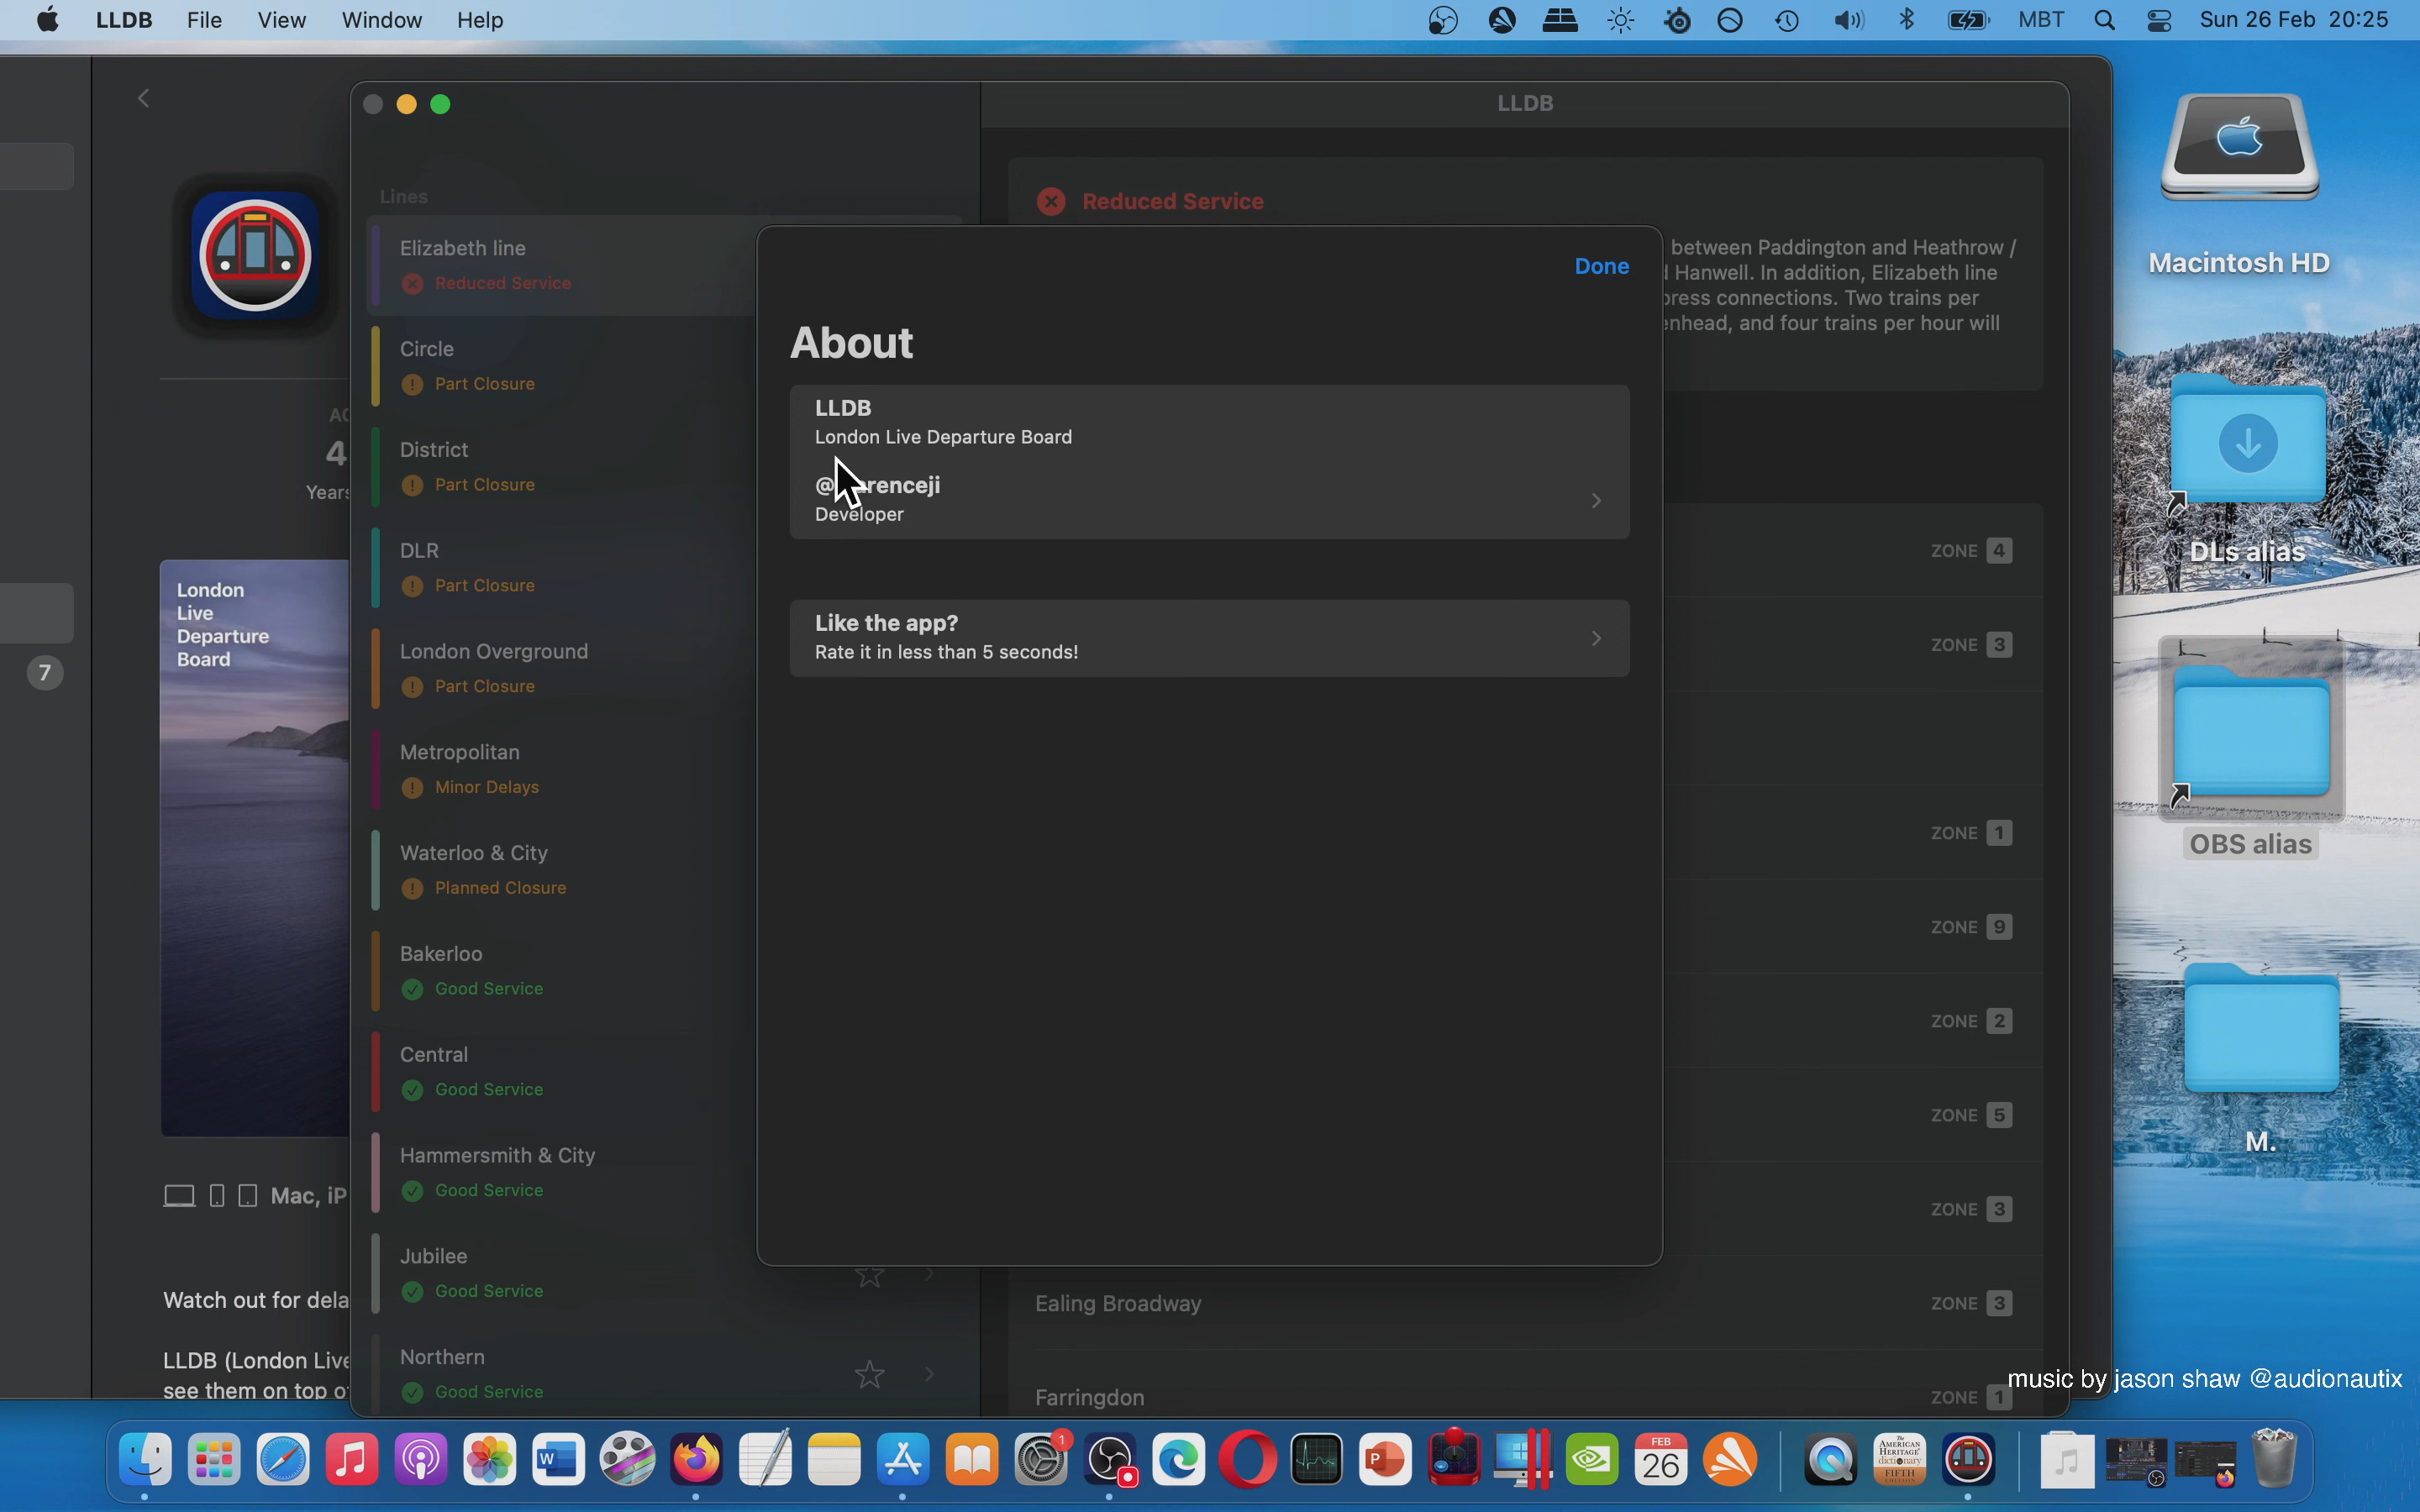 LLDB File View Window Help
MBT Sun 26 Feb 20:25
LLDB
Lines
Reduced Service
Elizabeth line
Reduced Service
between Paddington and Heathrow /
Hanwell. In addition, Elizabeth line
connections. Two trains per
and four trains per hour will
Circle
Part Closure
District
Part Closure
DLR
Part Closure
London Overground
Part Closure
Metropolitan
Minor Delays
Waterloo & City
Planned Closure
Bakerloo
Good Service
Central
Good Service
Hammersmith & City
Good Service
Jubilee
Good Service
Northern
Good Service
Done
About
LLDB
London Live Departure Board
Developer
Like the app?
Rate it in less than 5 seconds!
4
Years
London
Live
Departure
Board
7
Mac, iP
Watch out for dela
LLDB (London Live
see them on top o
ZONE 4
ZONE 3
ZONE 1
ZONE 9
ZONE 2
ZONE 5
ZONE 3
Ealing Broadway ZONE 3
Farringdon ZONE 1
Macintosh HD
DLs alias
OBS alias
M.
music by jason shaw @audionautix
W
1
P
FEB
26
THE
AMERICAN
HERITAGE
dictionary
FIFTH